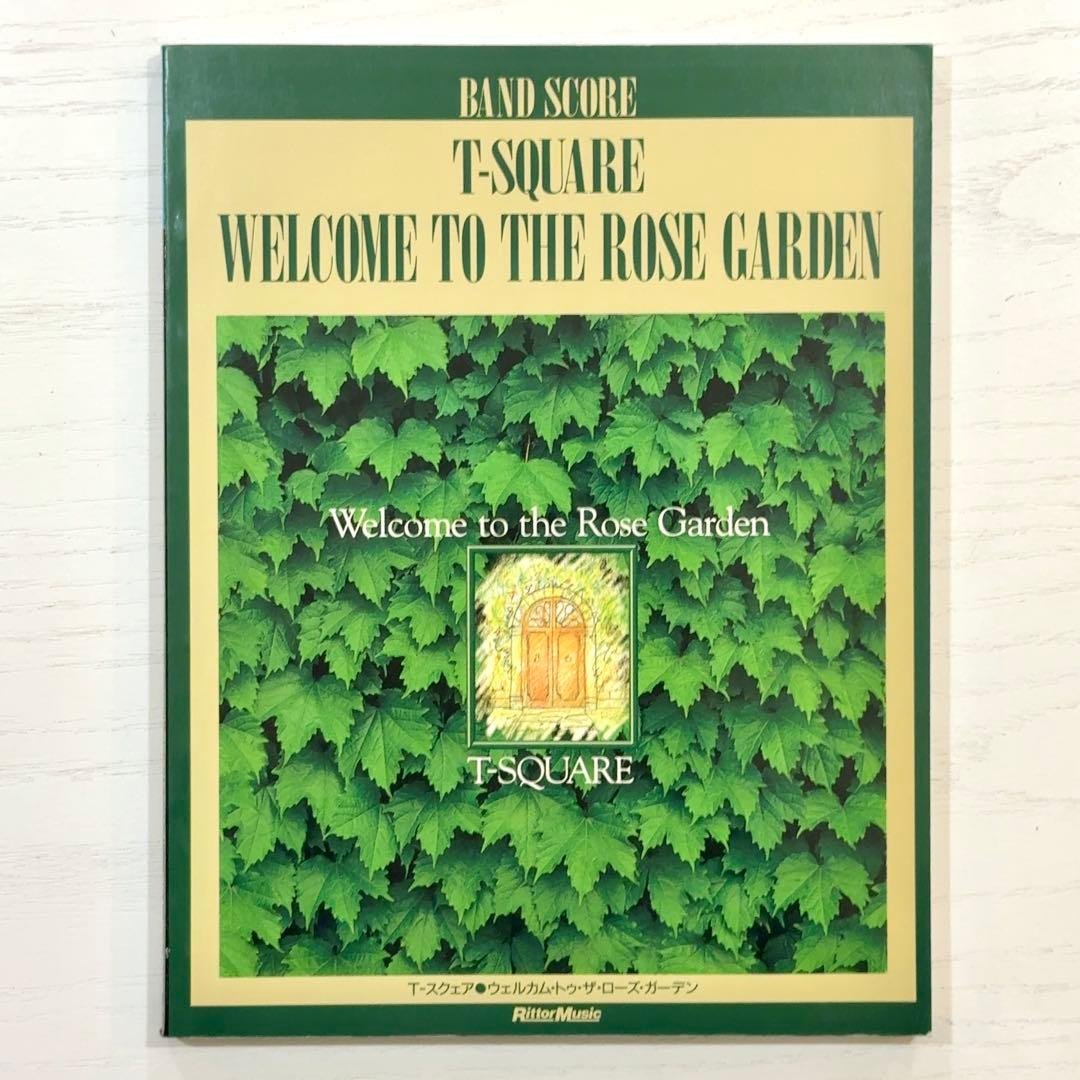 BAND SCORE
T-SQUARE
WELCOME TO THE ROSE GARDEN
Welcome to the Rose Garden
T-SQUARE
T-スクェア●ウェルカム・トゥ・ザ・ローズ・ガーデン
RittorMusic